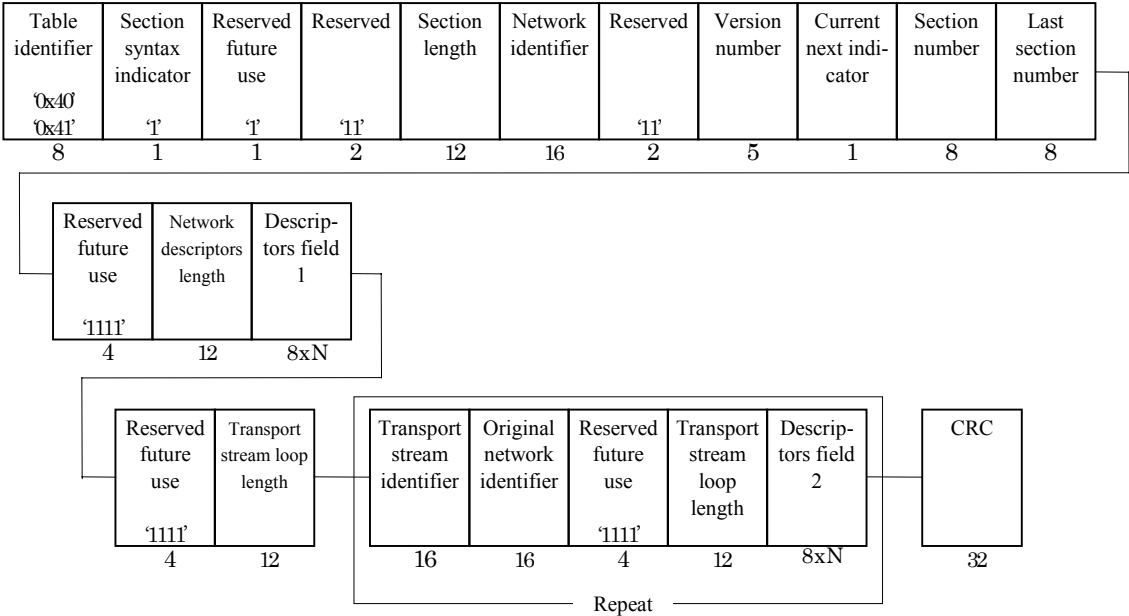 Table
identifier
‘0x40’
‘0x41’
8
Section
syntax
indicator
‘1’
1
Reserved
future
use
‘1’
1
Reserved
‘11’
2
Section
length
12
Network
identifier
16
Reserved
‘11’
2
Version
number
5
Current
next indi-
cator
1
Section
number
8
Last
section
number
8
Reserved
future
use
‘1111’
4
Network
descriptors
length
12
Descrip-
tors field
1
8xN
Reserved
future
use
‘1111’
4
Transport
stream loop
length
12
Transport
stream
identifier
16
Original
network
identifier
16
Reserved
future
use
‘1111’
4
Transport
stream
loop
length
12
Descrip-
tors field
2
8xN
Repeat
CRC
32